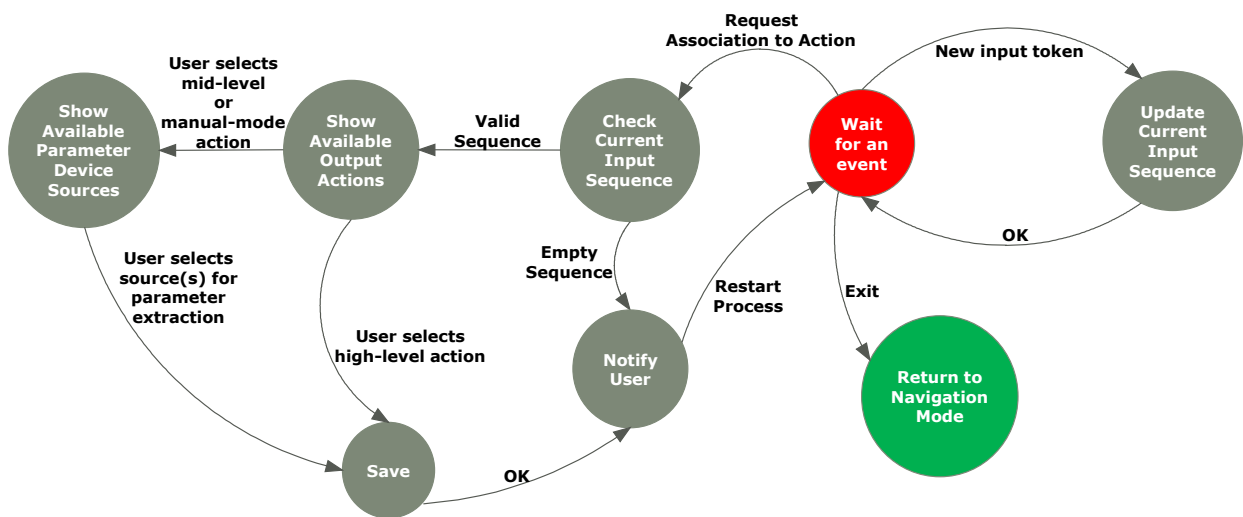 Request
Association to Action
New input token
User selects
mid-level
or
manual-mode
action
Show
Available
Parameter
Device
Sources
Show
Available
Output
Actions
Valid
Sequence
Check
Current
Input
Sequence
Wait
for an
event
Update
Current
Input
Sequence
OK
Empty
Sequence
User selects
source(s) for
parameter
extraction
Restart
Process
Exit
User selects
high-level action
Notify
User
Return to
Navigation
Mode
Save
OK